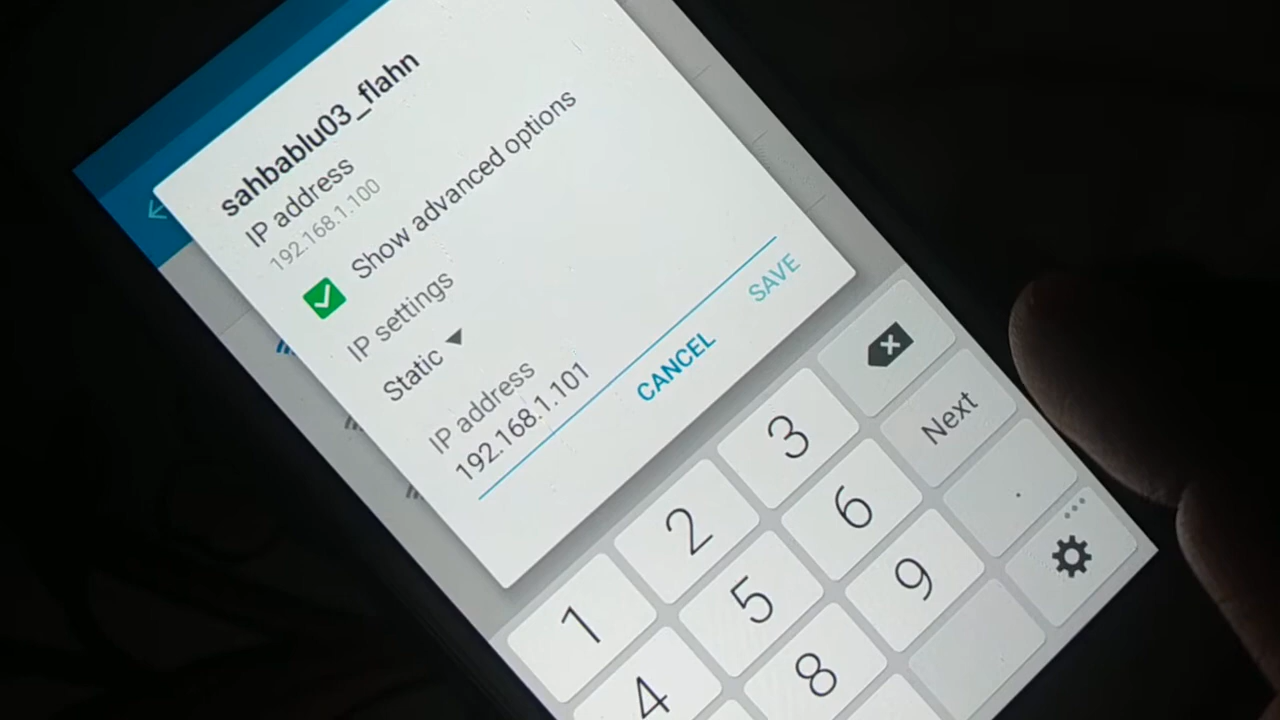 sahbablu03_flahn
IP address
192.168.1.100
Show advanced options
IP settings
Static
IP address
192.168.1.101
CANCEL SAVE
1 2 3
4 5 6 Next
8 9 .